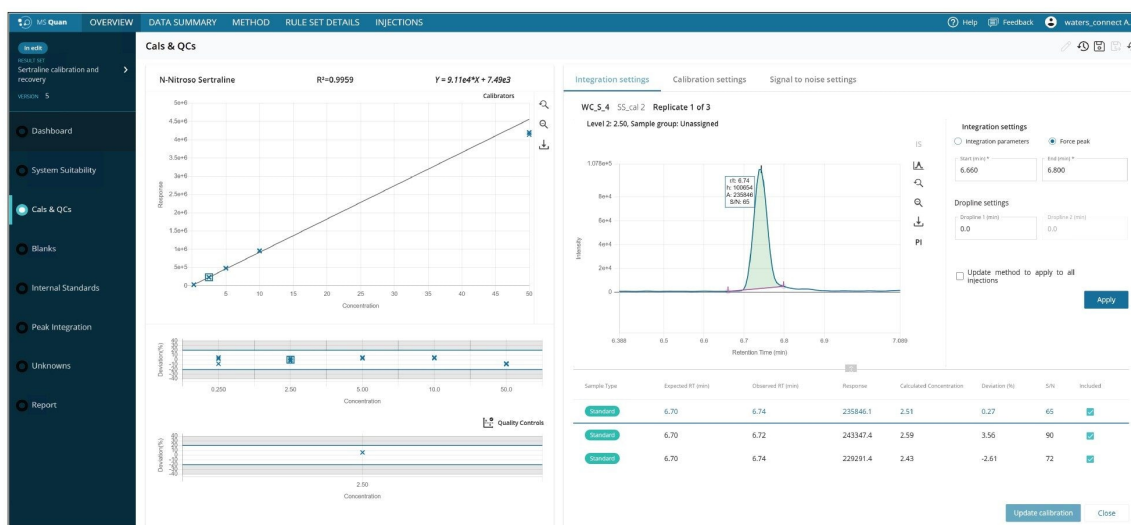 MS Quan OVERVIEW DATA SUMMARY METHOD RULE SET DETAILS INJECTIONS Help Feedback waters_connect A.
In edit
RESULT SET
Sertraline calibration and
recovery
VERSION 5
Dashboard
System Suitability
Cals & QCs
Blanks
Internal Standards
Peak Integration
Unknowns
Report
Cals & QCs
N-Nitroso Sertraline R²=0.9959 Y = 9.11e4*X + 7.49e3
Calibrators
5e+6
4.5e+6
4e+6
3.5e+6
3e+6
2.5e+6
2e+6
1.5e+6
1e+6
5e+5
0
Response
5 10 15 20 25 30 35 40 45 50
Concentration
Deviation(%)
0.250 2.50 5.00 10.0 50.0
Concentration
Quality Controls
Deviation(%)
2.50
Concentration
Integration settings Calibration settings Signal to noise settings
WC_S_4 SS_cal 2 Replicate 1 of 3
Level 2: 2.50, Sample group: Unassigned
IS
1.078e+5
8e+4
6e+4
4e+4
2e+4
0
Intensity
rt: 6.74
h: 100654
A: 235846
S/N: 65
PI
6.388 6.5 6.6 6.7 6.8 6.9 7.089
Retention Time (min)
Integration settings
Integration parameters Force peak
Start (min) * End (min) *
6.660 6.800
Dropline settings
Dropline 1 (min) Dropline 2 (min)
0.0 0.0
Update method to apply to all
injections
Apply
Sample Type Expected RT (min) Observed RT (min) Response Calculated Concentration Deviation (%) S/N Included
Standard 6.70 6.74 235846.1 2.51 0.27 65
Standard 6.70 6.72 243347.4 2.59 3.56 90
Standard 6.70 6.74 229291.4 2.43 -2.61 72
Update calibration Close